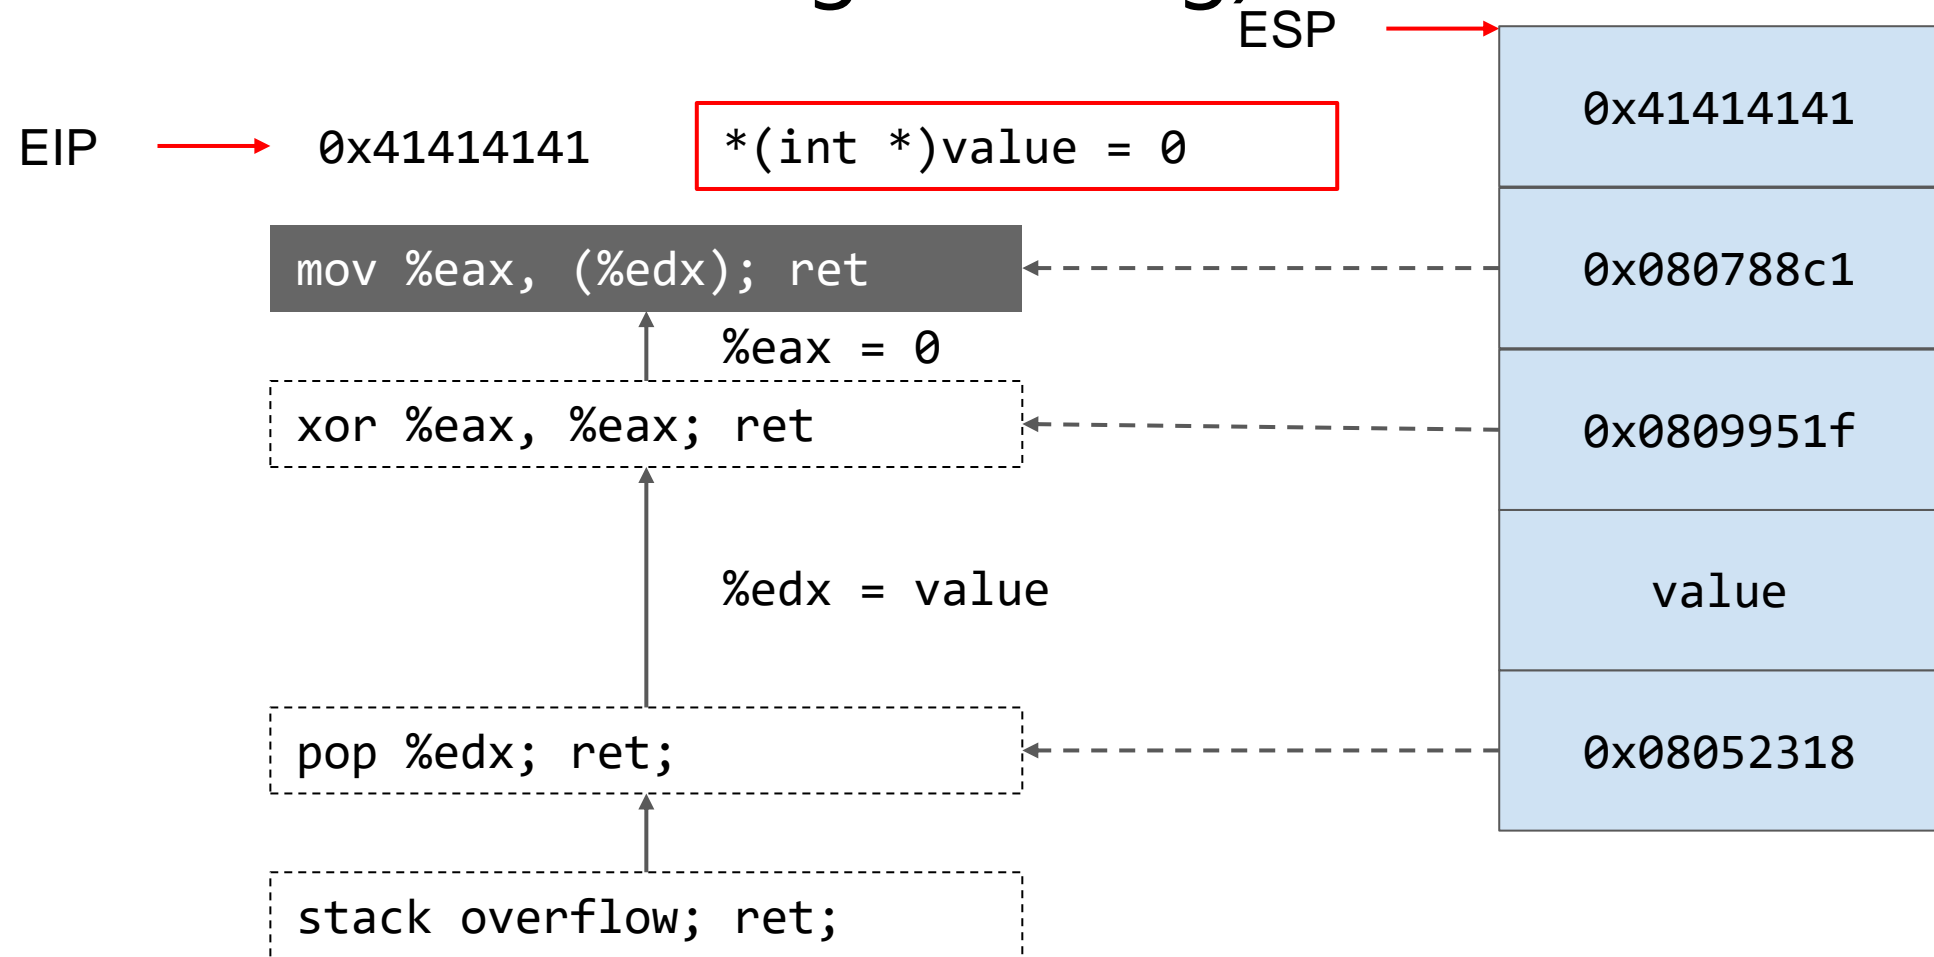 ESP
0x41414141
EIP
0x41414141
*(int *)value = 0
mov %eax, (%edx); ret
0x080788c1
%eax = 0
xor %eax, %eax; ret
0x0809951f
%edx = value
value
pop %edx; ret;
0x08052318
stack overflow; ret;